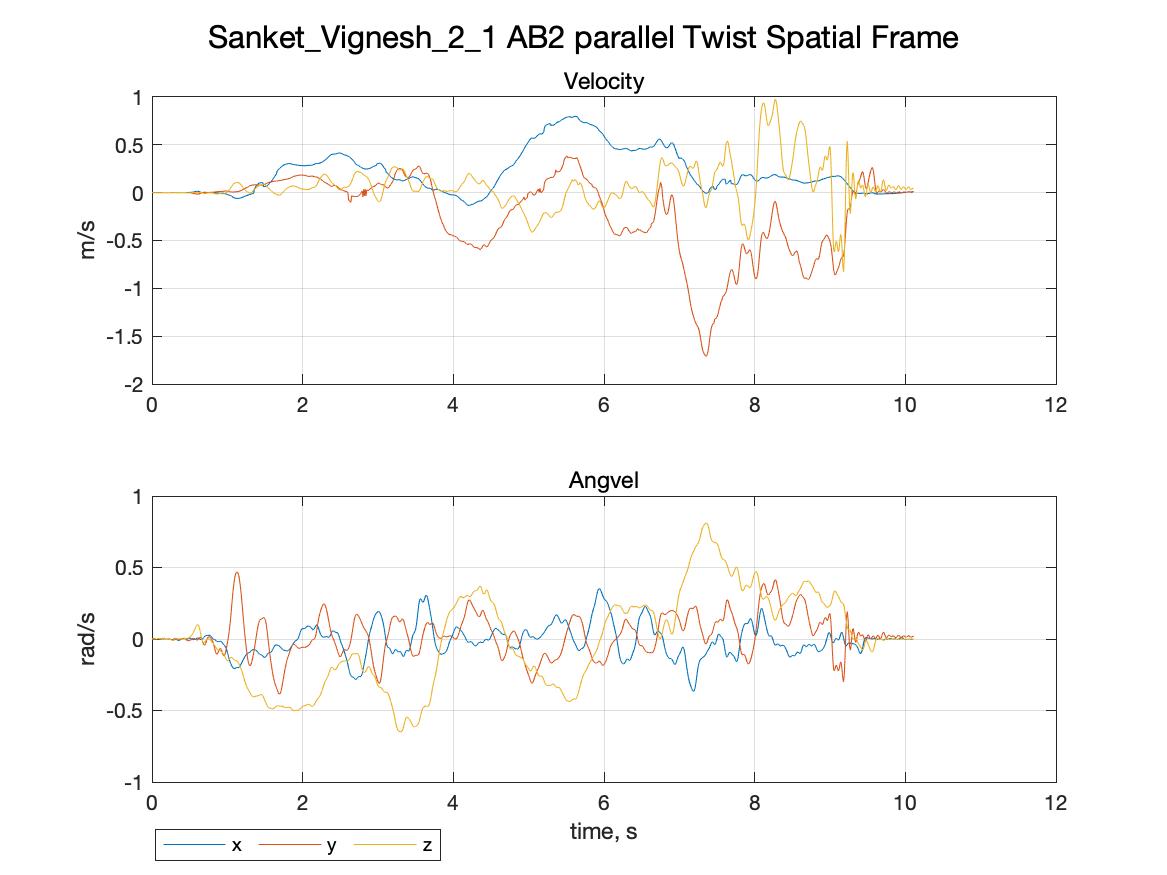 Sanket_Vignesh_2_1 AB2 parallel Twist Spatial Frame
Velocity
1
0.5
0
-0.5
-1
-1.5
-2
m/s
0 2 4 6 8 10 12
Angvel
1
0.5
0
-0.5
-1
rad/s
0 2 4 6 8 10 12
time, s
x y z